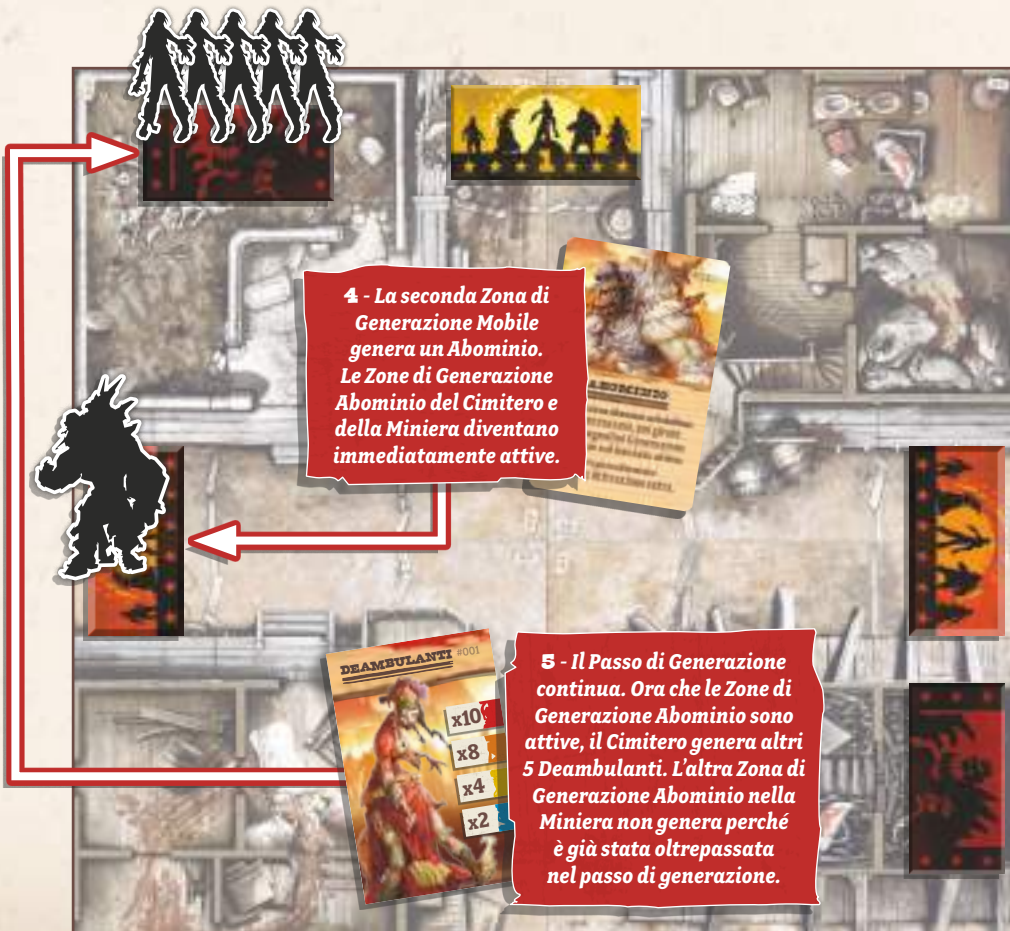 4 - La seconda Zona di
Generazione Mobile
genera un Abominio.
Le Zone di Generazione
Abominio del Cimitero e
della Miniera diventano
immediatamente attive.
ABOMINIO
DEAMBULANTI #001
x10
x8
x4
x2
5 - Il Passo di Generazione
continua. Ora che le Zone di
Generazione Abominio sono
attive, il Cimitero genera altri
5 Deambulanti. L'altra Zona di
Generazione Abominio nella
Miniera non genera perché
è già stata oltrepassata
nel passo di generazione.